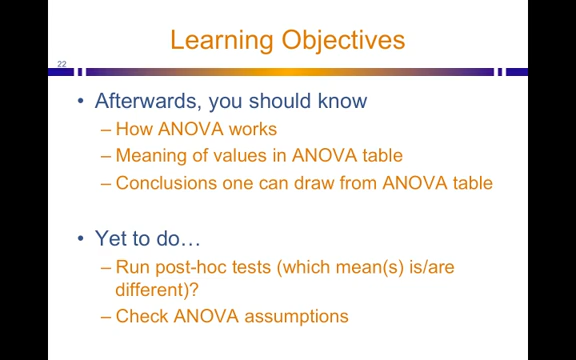 Learning Objectives
22
• Afterwards, you should know
– How ANOVA works
– Meaning of values in ANOVA table
– Conclusions one can draw from ANOVA table
• Yet to do…
– Run post-hoc tests (which mean(s) is/are
different)?
– Check ANOVA assumptions